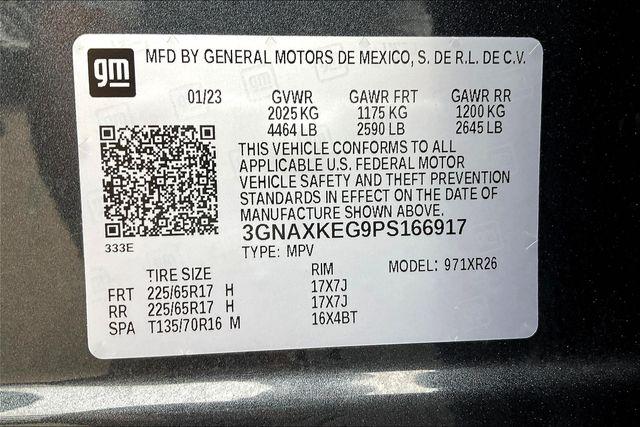 gm
MFD BY GENERAL MOTORS DE MEXICO, S. DE R.L. DE C.V.
01/23 GVWR GAWR FRT GAWR RR
2025 KG 1175 KG 1200 KG
4464 LB 2590 LB 2645 LB
THIS VEHICLE CONFORMS TO ALL
APPLICABLE U.S. FEDERAL MOTOR
VEHICLE SAFETY AND THEFT PREVENTION
STANDARDS IN EFFECT ON THE DATE OF
MANUFACTURE SHOWN ABOVE.
3GNAXKEG9PS166917
333E
TYPE: MPV
MODEL: 971XR26
TIRE SIZE RIM
FRT 225/65R17 H 17X7J
RR 225/65R17 H 17X7J
SPA T135/70R16 M 16X4BT